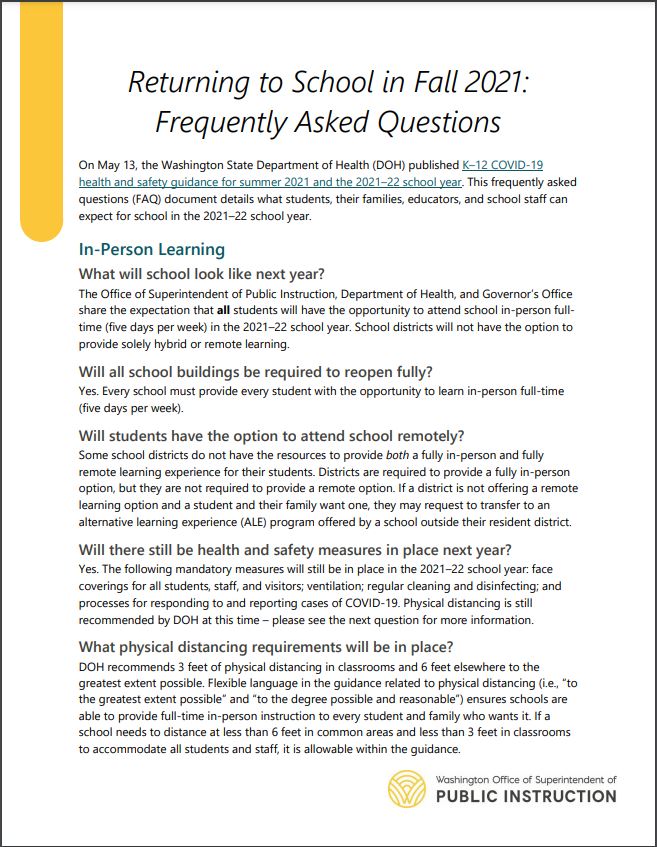 Returning to School in Fall 2021:
Frequently Asked Questions
On May 13, the Washington State Department of Health (DOH) published K–12 COVID-19
health and safety guidance for summer 2021 and the 2021–22 school year. This frequently asked
questions (FAQ) document details what students, their families, educators, and school staff can
expect for school in the 2021–22 school year.
In-Person Learning
What will school look like next year?
The Office of Superintendent of Public Instruction, Department of Health, and Governor's Office
share the expectation that all students will have the opportunity to attend school in-person full-
time (five days per week) in the 2021–22 school year. School districts will not have the option to
provide solely hybrid or remote learning.
Will all school buildings be required to reopen fully?
Yes. Every school must provide every student with the opportunity to learn in-person full-time
(five days per week).
Will students have the option to attend school remotely?
Some school districts do not have the resources to provide both a fully in-person and fully
remote learning experience for their students. Districts are required to provide a fully in-person
option, but they are not required to provide a remote option. If a district is not offering a remote
learning option and a student and their family want one, they may request to transfer to an
alternative learning experience (ALE) program offered by a school outside their resident district.
Will there still be health and safety measures in place next year?
Yes. The following mandatory measures will still be in place in the 2021–22 school year: face
coverings for all students, staff, and visitors; ventilation; regular cleaning and disinfecting; and
processes for responding to and reporting cases of COVID-19. Physical distancing is still
recommended by DOH at this time – please see the next question for more information.
What physical distancing requirements will be in place?
DOH recommends 3 feet of physical distancing in classrooms and 6 feet elsewhere to the
greatest extent possible. Flexible language in the guidance related to physical distancing (i.e., "to
the greatest extent possible" and "to the degree possible and reasonable") ensures schools are
able to provide full-time in-person instruction to every student and family who wants it. If a
school needs to distance at less than 6 feet in common areas and less than 3 feet in classrooms
to accommodate all students and staff, it is allowable within the guidance.
Washington Office of Superintendent of
PUBLIC INSTRUCTION